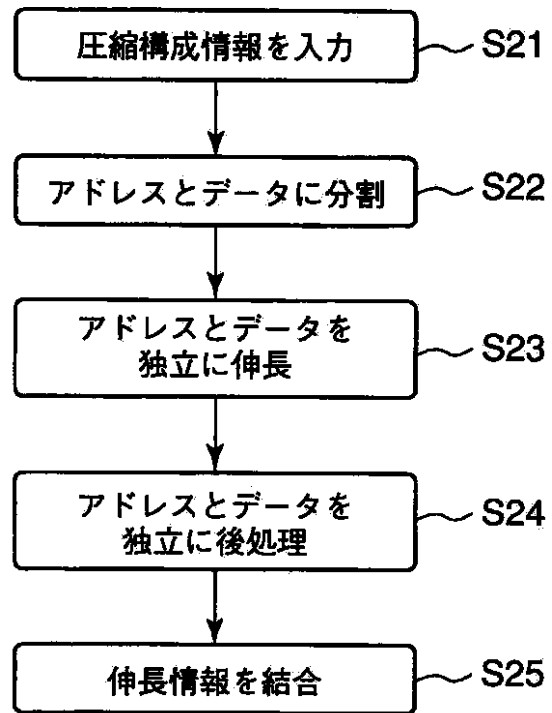 圧縮構成情報を入力
S21
アドレスとデータに分割
S22
アドレスとデータを
独立に伸長
S23
アドレスとデータを
独立に後処理
S24
伸長情報を結合
S25